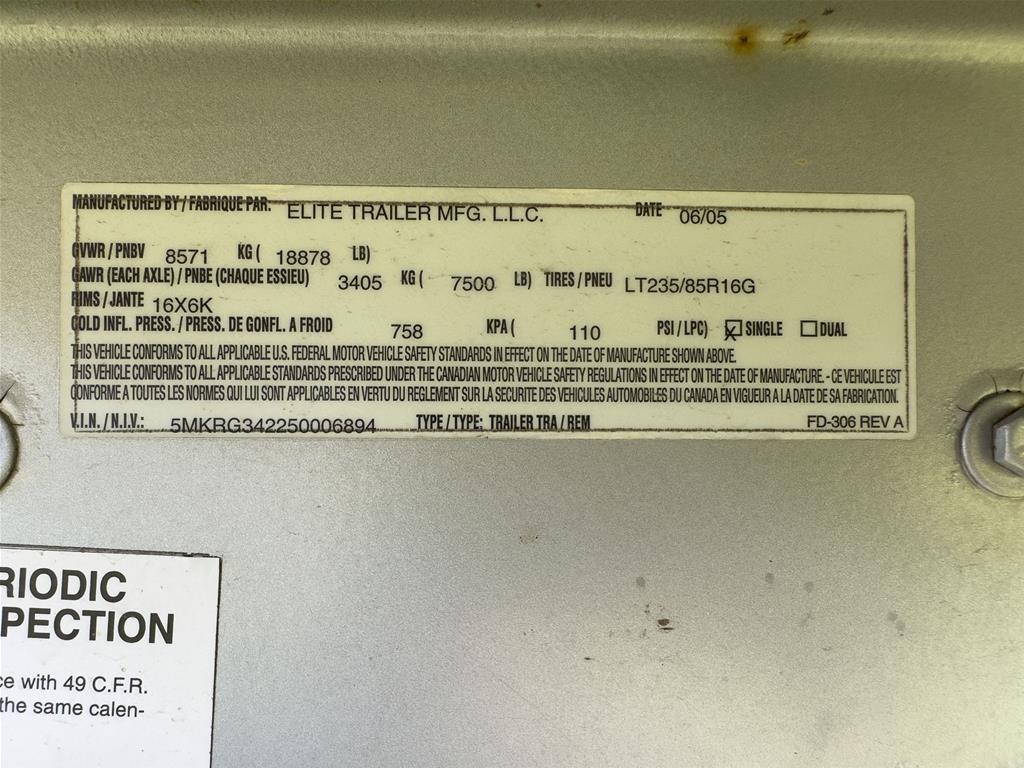 MANUFACTURED BY / FABRIQUE PAR: ELITE TRAILER MFG. L.L.C. DATE 06/05
GVWR / PNBV 8571 KG ( 18878 LB)
GAWR (EACH AXLE) / PNBE (CHAQUE ESSIEU) 3405 KG ( 7500 LB) TIRES / PNEU LT235/85R16G
RIMS / JANTE 16X6K
COLD INFL. PRESS. / PRESS. DE GONFL. A FROID 758 KPA ( 110 PSI / LPC) X SINGLE DUAL
THIS VEHICLE CONFORMS TO ALL APPLICABLE U.S. FEDERAL MOTOR VEHICLE SAFETY STANDARDS IN EFFECT ON THE DATE OF MANUFACTURE SHOWN ABOVE.
THIS VEHICLE CONFORMS TO ALL APPLICABLE STANDARDS PRESCRIBED UNDER THE CANADIAN MOTOR VEHICLE SAFETY REGULATIONS IN EFFECT ON THE DATE OF MANUFACTURE. - CE VEHICULE EST
CONFORME A TOUTES LES NORMES QUI LUI SONT APPLICABLES EN VERTU DU REGLEMENT SUR LA SECURITE DES VEHICULES AUTOMOBILES DU CANADA EN VIGUEUR A LA DATE DE SA FABRICATION.
V.I.N. / N.I.V.: 5MKRG342250006894 TYPE / TYPE: TRAILER TRA / REM FD-306 REV A
RIODIC
PECTION
ce with 49 C.F.R.
the same calen-